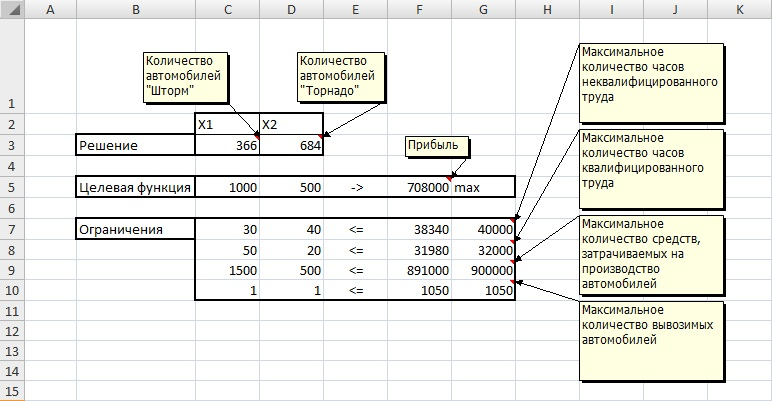 A B C D E F G H I J K
Количество
автомобилей
"Шторм"
Количество
автомобилей
"Торнадо"
Максимальное
количество часов
неквалифицированного
труда
1
2 X1 X2
3 Решение 366 684
Прибыль
Максимальное
количество часов
квалифицированного
труда
4
5 Целевая функция 1000 500 -> 708000 max
6
7 Ограничения 30 40 <= 38340 40000
8 50 20 <= 31980 32000
9 1500 500 <= 891000 900000
10 1 1 <= 1050 1050
Максимальное
количество средств,
затрачиваемых на
производство
автомобилей
Максимальное
количество вывозимых
автомобилей
11
12
13
14
15